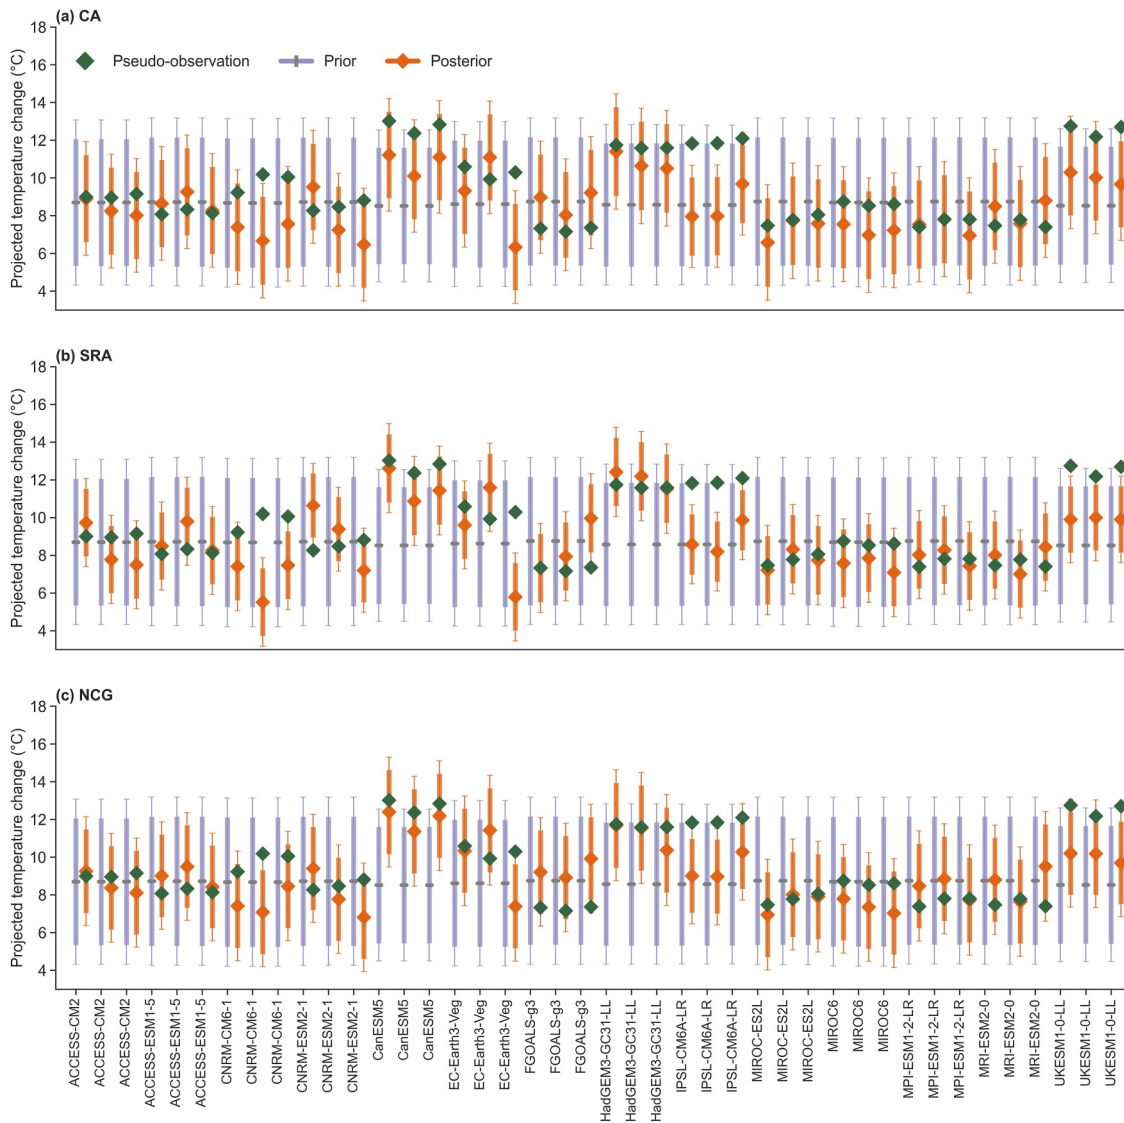 (a) CA
Projected temperature change (°C)
18
16
14
12
10
8
6
4
Pseudo-observation
Prior
Posterior
(b) SRA
Projected temperature change (°C)
18
16
14
12
10
8
6
4
(c) NCG
Projected temperature change (°C)
18
16
14
12
10
8
6
4
ACCESS-CM2
ACCESS-CM2
ACCESS-CM2
ACCESS-ESM1-5
ACCESS-ESM1-5
ACCESS-ESM1-5
CNRM-CM6-1
CNRM-CM6-1
CNRM-CM6-1
CNRM-ESM2-1
CNRM-ESM2-1
CNRM-ESM2-1
CanESM5
CanESM5
CanESM5
EC-Earth3-Veg
EC-Earth3-Veg
EC-Earth3-Veg
FGOALS-g3
FGOALS-g3
FGOALS-g3
HadGEM3-GC31-LL
HadGEM3-GC31-LL
HadGEM3-GC31-LL
IPSL-CM6A-LR
IPSL-CM6A-LR
IPSL-CM6A-LR
MIROC-ES2L
MIROC-ES2L
MIROC-ES2L
MIROC6
MIROC6
MIROC6
MPI-ESM1-2-LR
MPI-ESM1-2-LR
MPI-ESM1-2-LR
MRI-ESM2-0
MRI-ESM2-0
MRI-ESM2-0
UKESM1-0-LL
UKESM1-0-LL
UKESM1-0-LL